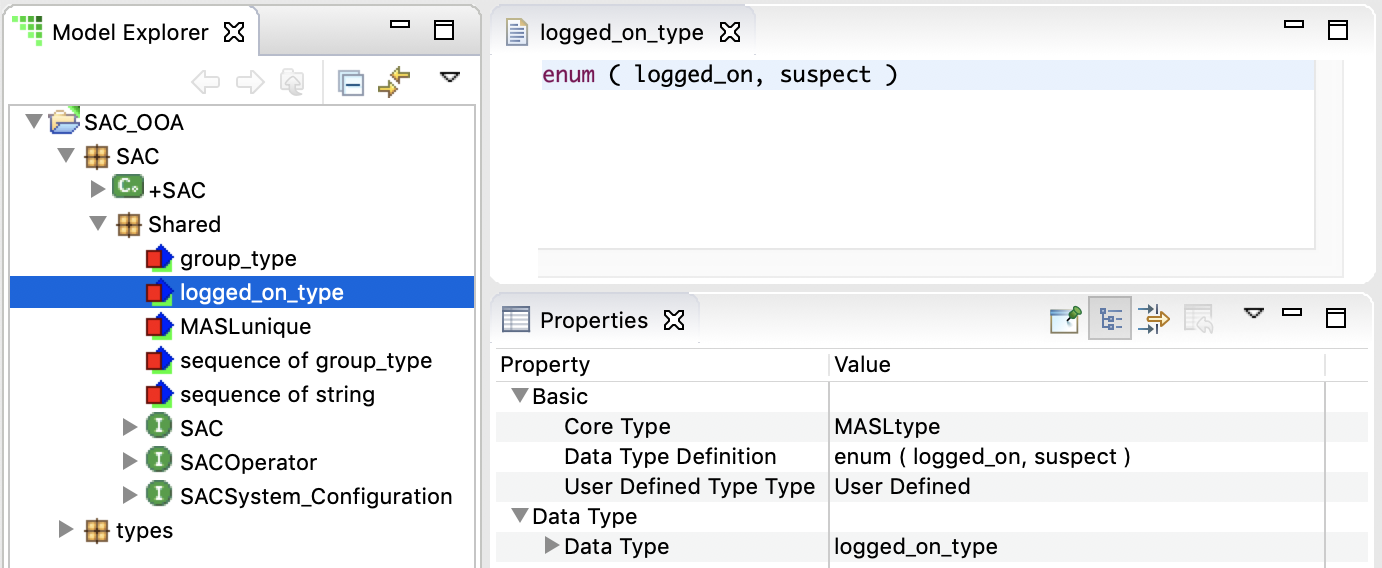 Model Explorer
SAC_OOA
SAC
C
+SAC
Shared
group_type
logged_on_type
MASLunique
sequence of group_type
sequence of string
I SAC
I SACOperator
I SACSystem_Configuration
types
logged_on_type
enum ( logged_on, suspect )
Properties
Property Value
Basic
Core Type MASLtype
Data Type Definition enum ( logged_on, suspect )
User Defined Type Type User Defined
Data Type
Data Type logged_on_type